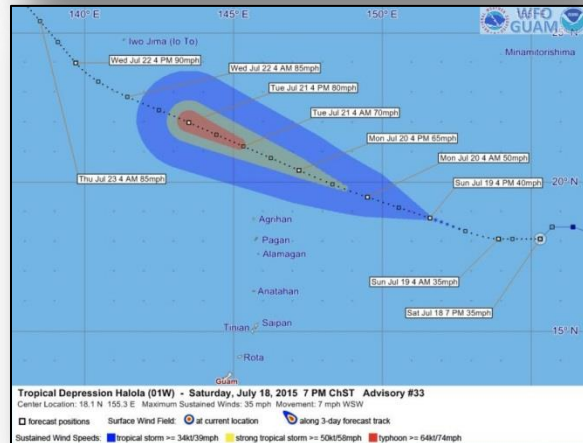 140° E
145° E
150° E
WFO
GUAM
Iwo Jima (Io To)
Minamitorishima
Wed Jul 22 4 PM 90mph
Wed Jul 22 4 AM 85mph
Tue Jul 21 4 PM 80mph
Tue Jul 21 4 AM 70mph
Mon Jul 20 4 PM 65mph
Mon Jul 20 4 AM 50mph
Thu Jul 23 4 AM 85mph
Sun Jul 19 4 PM 40mph
20° N
Agrihan
Pagan
Alamagan
Sun Jul 19 4 AM 35mph
Anatahan
Sat Jul 18 7 PM 35mph
Saipan
Tinian
15° N
Rota
Guam
Tropical Depression Halola (01W) - Saturday, July 18, 2015 7 PM ChST Advisory #33
Center Location: 18.1 N 155.3 E Maximum Sustained Winds: 35 mph Movement: 7 mph WSW
forecast positions Surface Wind Field: at current location along 3-day forecast track
Sustained Wind Speeds: tropical storm >= 34kt/39mph strong tropical storm >= 50kt/58mph typhoon >= 64kt/74mph